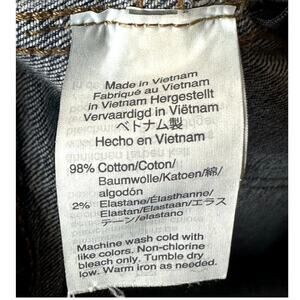 Made in Vietnam
Fabriqué au Vietnam
In Vietnam Hergestellt
Vervaardigd in Viëtnam
ベトナム製
Hecho en Vietnam
98% Cotton/Coton/
Baumwolle/Katoen/綿/
algodón
2% Elastane/Élasthanne/
Elastan/Elastaan/エラス
テーン/elastano
Machine wash cold with
like colors. Non-chlorine
bleach only. Tumble dry
low. Warm iron as needed.